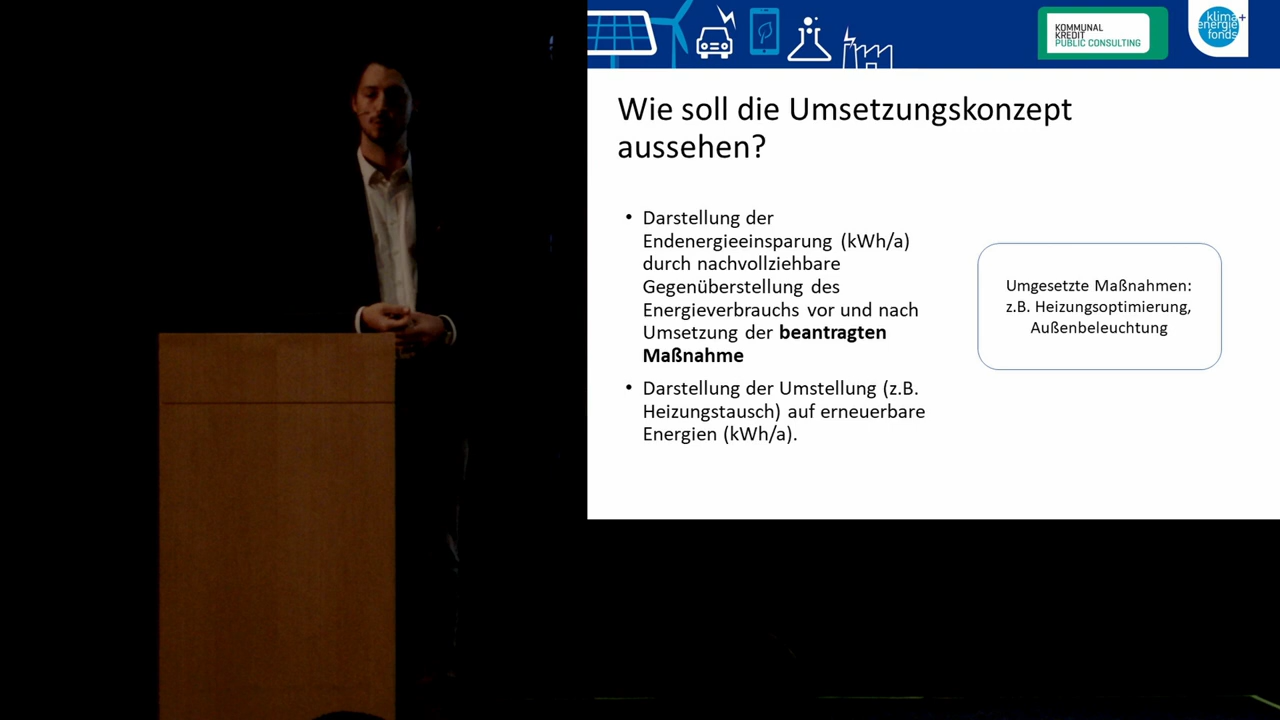 KOMMUNAL
KREDIT
PUBLIC CONSULTING
klima+
energie
fonds
Wie soll die Umsetzungskonzept
aussehen?
• Darstellung der
Endenergieeinsparung (kWh/a)
durch nachvollziehbare
Gegenüberstellung des
Energieverbrauchs vor und nach
Umsetzung der beantragten
Maßnahme
• Darstellung der Umstellung (z.B.
Heizungstausch) auf erneuerbare
Energien (kWh/a).
Umgesetzte Maßnahmen:
z.B. Heizungsoptimierung,
Außenbeleuchtung